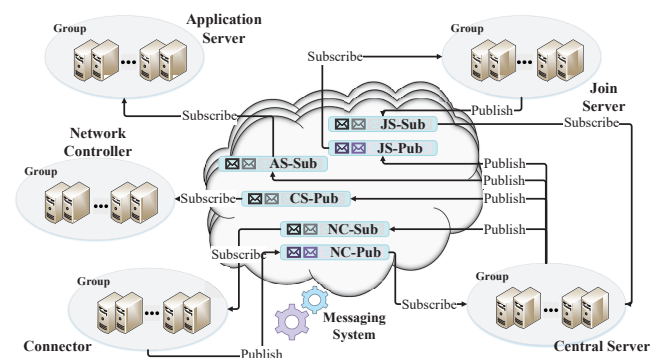 Application
Server
Group
Group
Subscribe
Join
Server
Publish
Subscribe
JS-Sub
Subscribe
Network
Controller
JS-Pub
Publish
AS-Sub
Publish
Group
Subscribe
CS-Pub
Publish
NC-Sub
Publish
Subscribe
NC-Pub
Group
Group
Subscribe
Messaging
System
Connector
Publish
Central Server